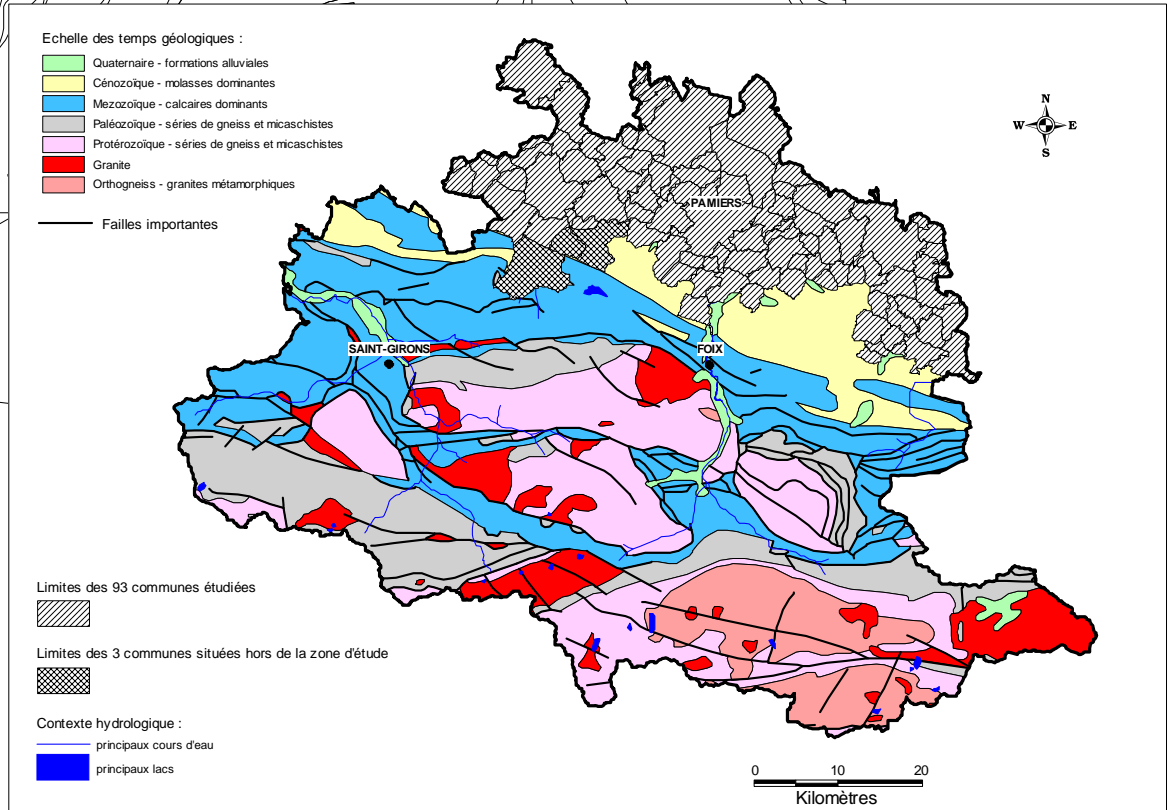 Echelle des temps géologiques :
Quaternaire - formations alluviales
Cénozoïque - molasses dominantes
Mezozoïque - calcaires dominants
Paléozoïque - séries de gneiss et micaschistes
Protérozoïque - séries de gneiss et micaschistes
Granite
Orthogneiss - granites métamorphiques
Failles importantes
N
W E
S
PAMIERS
SAINT-GIRONS
FOIX
Limites des 93 communes étudiées
Limites des 3 communes situées hors de la zone d'étude
Contexte hydrologique :
principaux cours d'eau
principaux lacs
0 10 20
Kilomètres